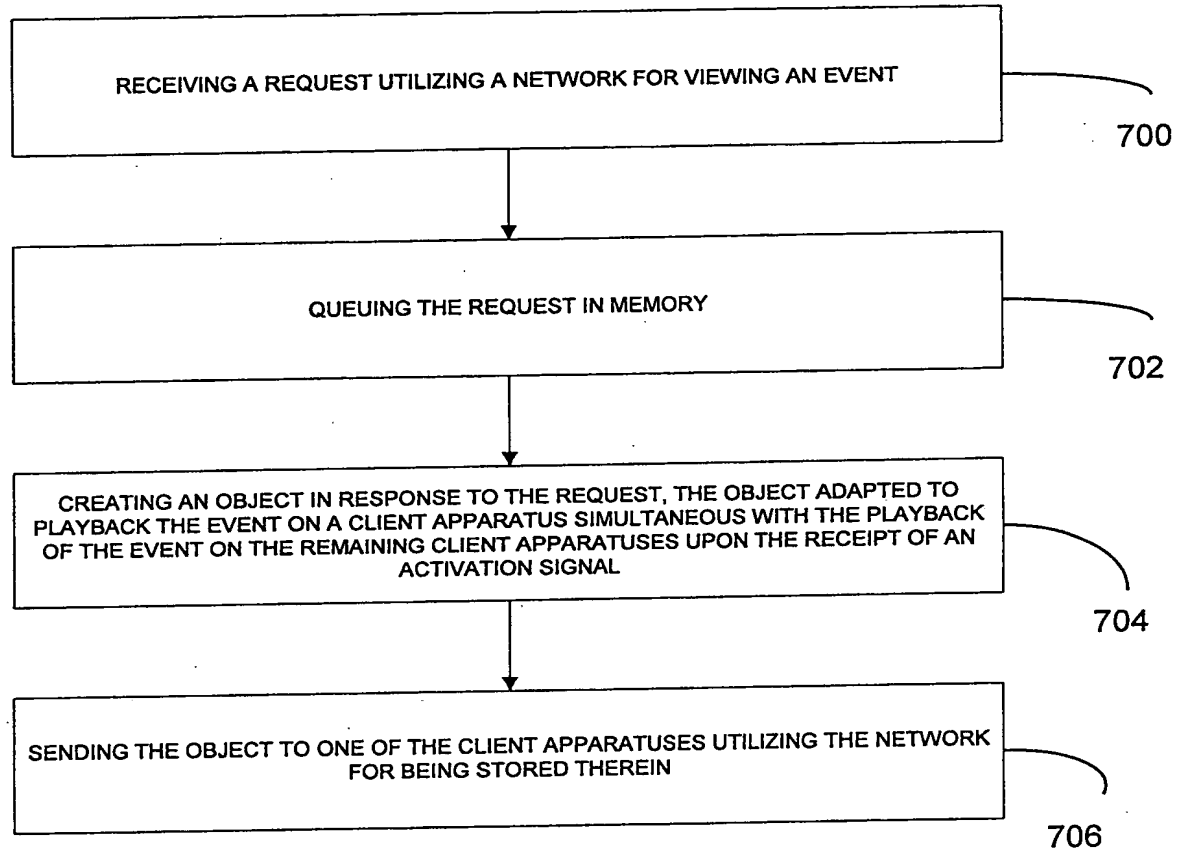 RECEIVING A REQUEST UTILIZING A NETWORK FOR VIEWING AN EVENT
700
QUEUING THE REQUEST IN MEMORY
702
CREATING AN OBJECT IN RESPONSE TO THE REQUEST, THE OBJECT ADAPTED TO
PLAYBACK THE EVENT ON A CLIENT APPARATUS SIMULTANEOUS WITH THE PLAYBACK
OF THE EVENT ON THE REMAINING CLIENT APPARATUSES UPON THE RECEIPT OF AN
ACTIVATION SIGNAL
704
SENDING THE OBJECT TO ONE OF THE CLIENT APPARATUSES UTILIZING THE NETWORK
FOR BEING STORED THEREIN
706